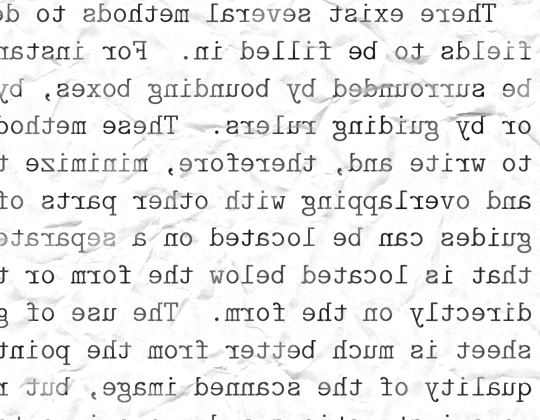 There exist several methods to de
fields to be filled in. For instan
be surrounded by bounding boxes, by
or by guiding rulers. These method
to write and, therefore, minimize t
and overlapping with other parts of
guides can be located on a separate
that is located below the form or t
directly on the form. The use of g
sheet is much better from the point
quality of the scanned image, but r